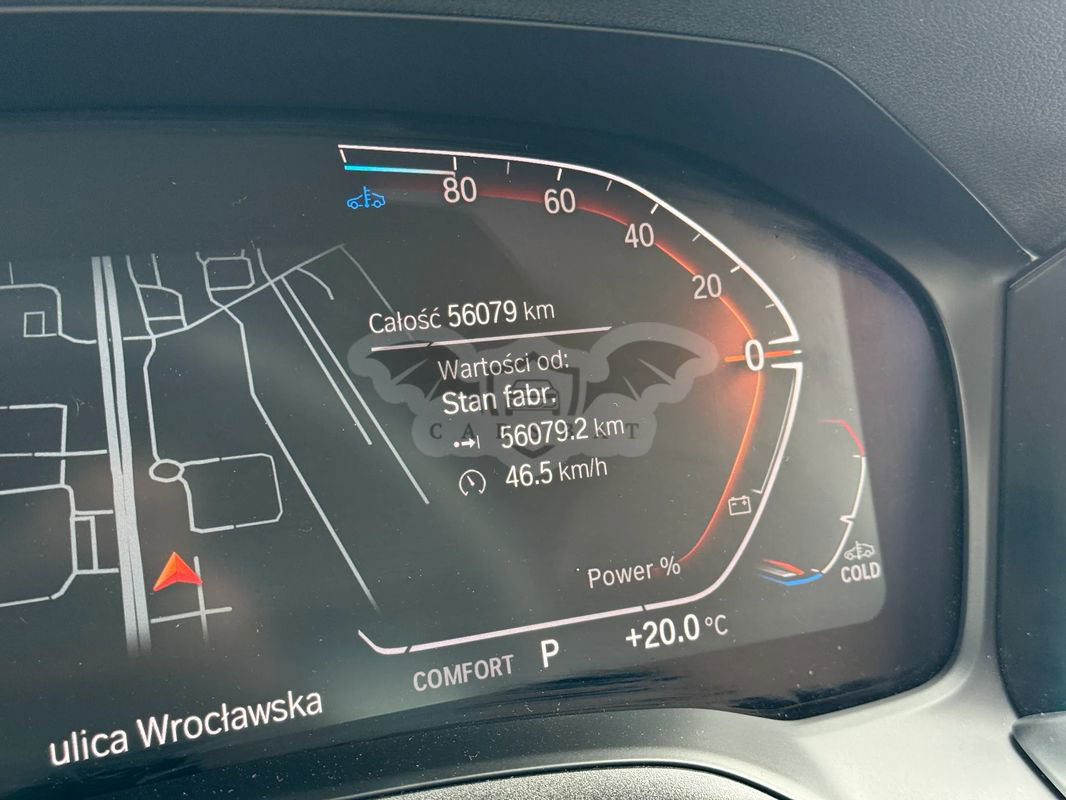 80
60
40
20
0
Całość 56079 km
Wartości od:
Stan fabr.
56079.2 km
46.5 km/h
Power %
COLD
COMFORT P +20.0 °C
ulica Wrocławska